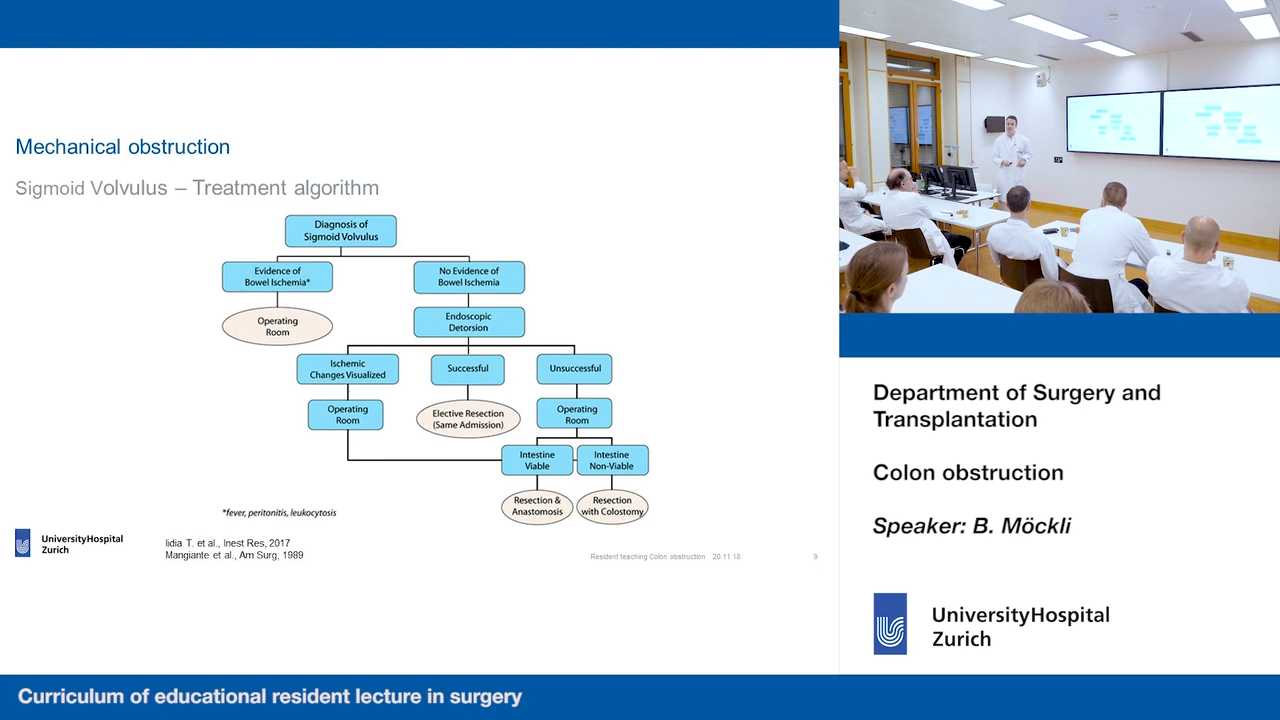 Mechanical obstruction
Sigmoid Volvulus – Treatment algorithm
Diagnosis of
Sigmoid Volvulus
Evidence of
Bowel Ischemia*
No Evidence of
Bowel Ischemia
Operating
Room
Endoscopic
Detorsion
Ischemic
Changes Visualized
Successful
Unsuccessful
Operating
Room
Elective Resection
(Same Admission)
Operating
Room
Intestine
Viable
Intestine
Non-Viable
Resection &
Anastomosis
Resection
with Colostomy
*fever, peritonitis, leukocytosis
UniversityHospital
Zurich
Iidia T. et al., Inest Res, 2017
Mangiante et al., Am Surg, 1989
Resident teaching Colon obstruction 20.11.18 9
Department of Surgery and
Transplantation
Colon obstruction
Speaker: B. Möckli
UniversityHospital
Zurich
Curriculum of educational resident lecture in surgery